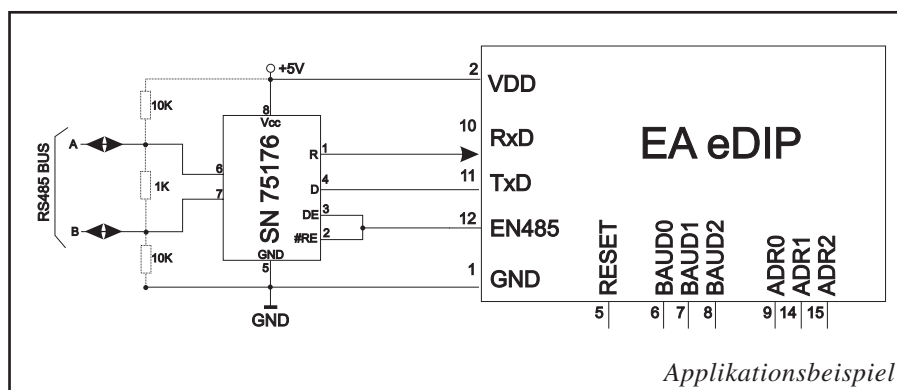 +5V
2
VDD
10K
8
Vcc
10
RxD
EA eDIP
RS485 BUS
A
6
R
1
1K
SN 75176
D
4
11
TxD
7
DE
3
12
EN485
B
#RE
2
10K
GND
5
1
GND
GND
RESET
BAUD0
BAUD1
BAUD2
ADR0
ADR1
ADR2
5
6
7
8
9
14
15
Applikationsbeispiel